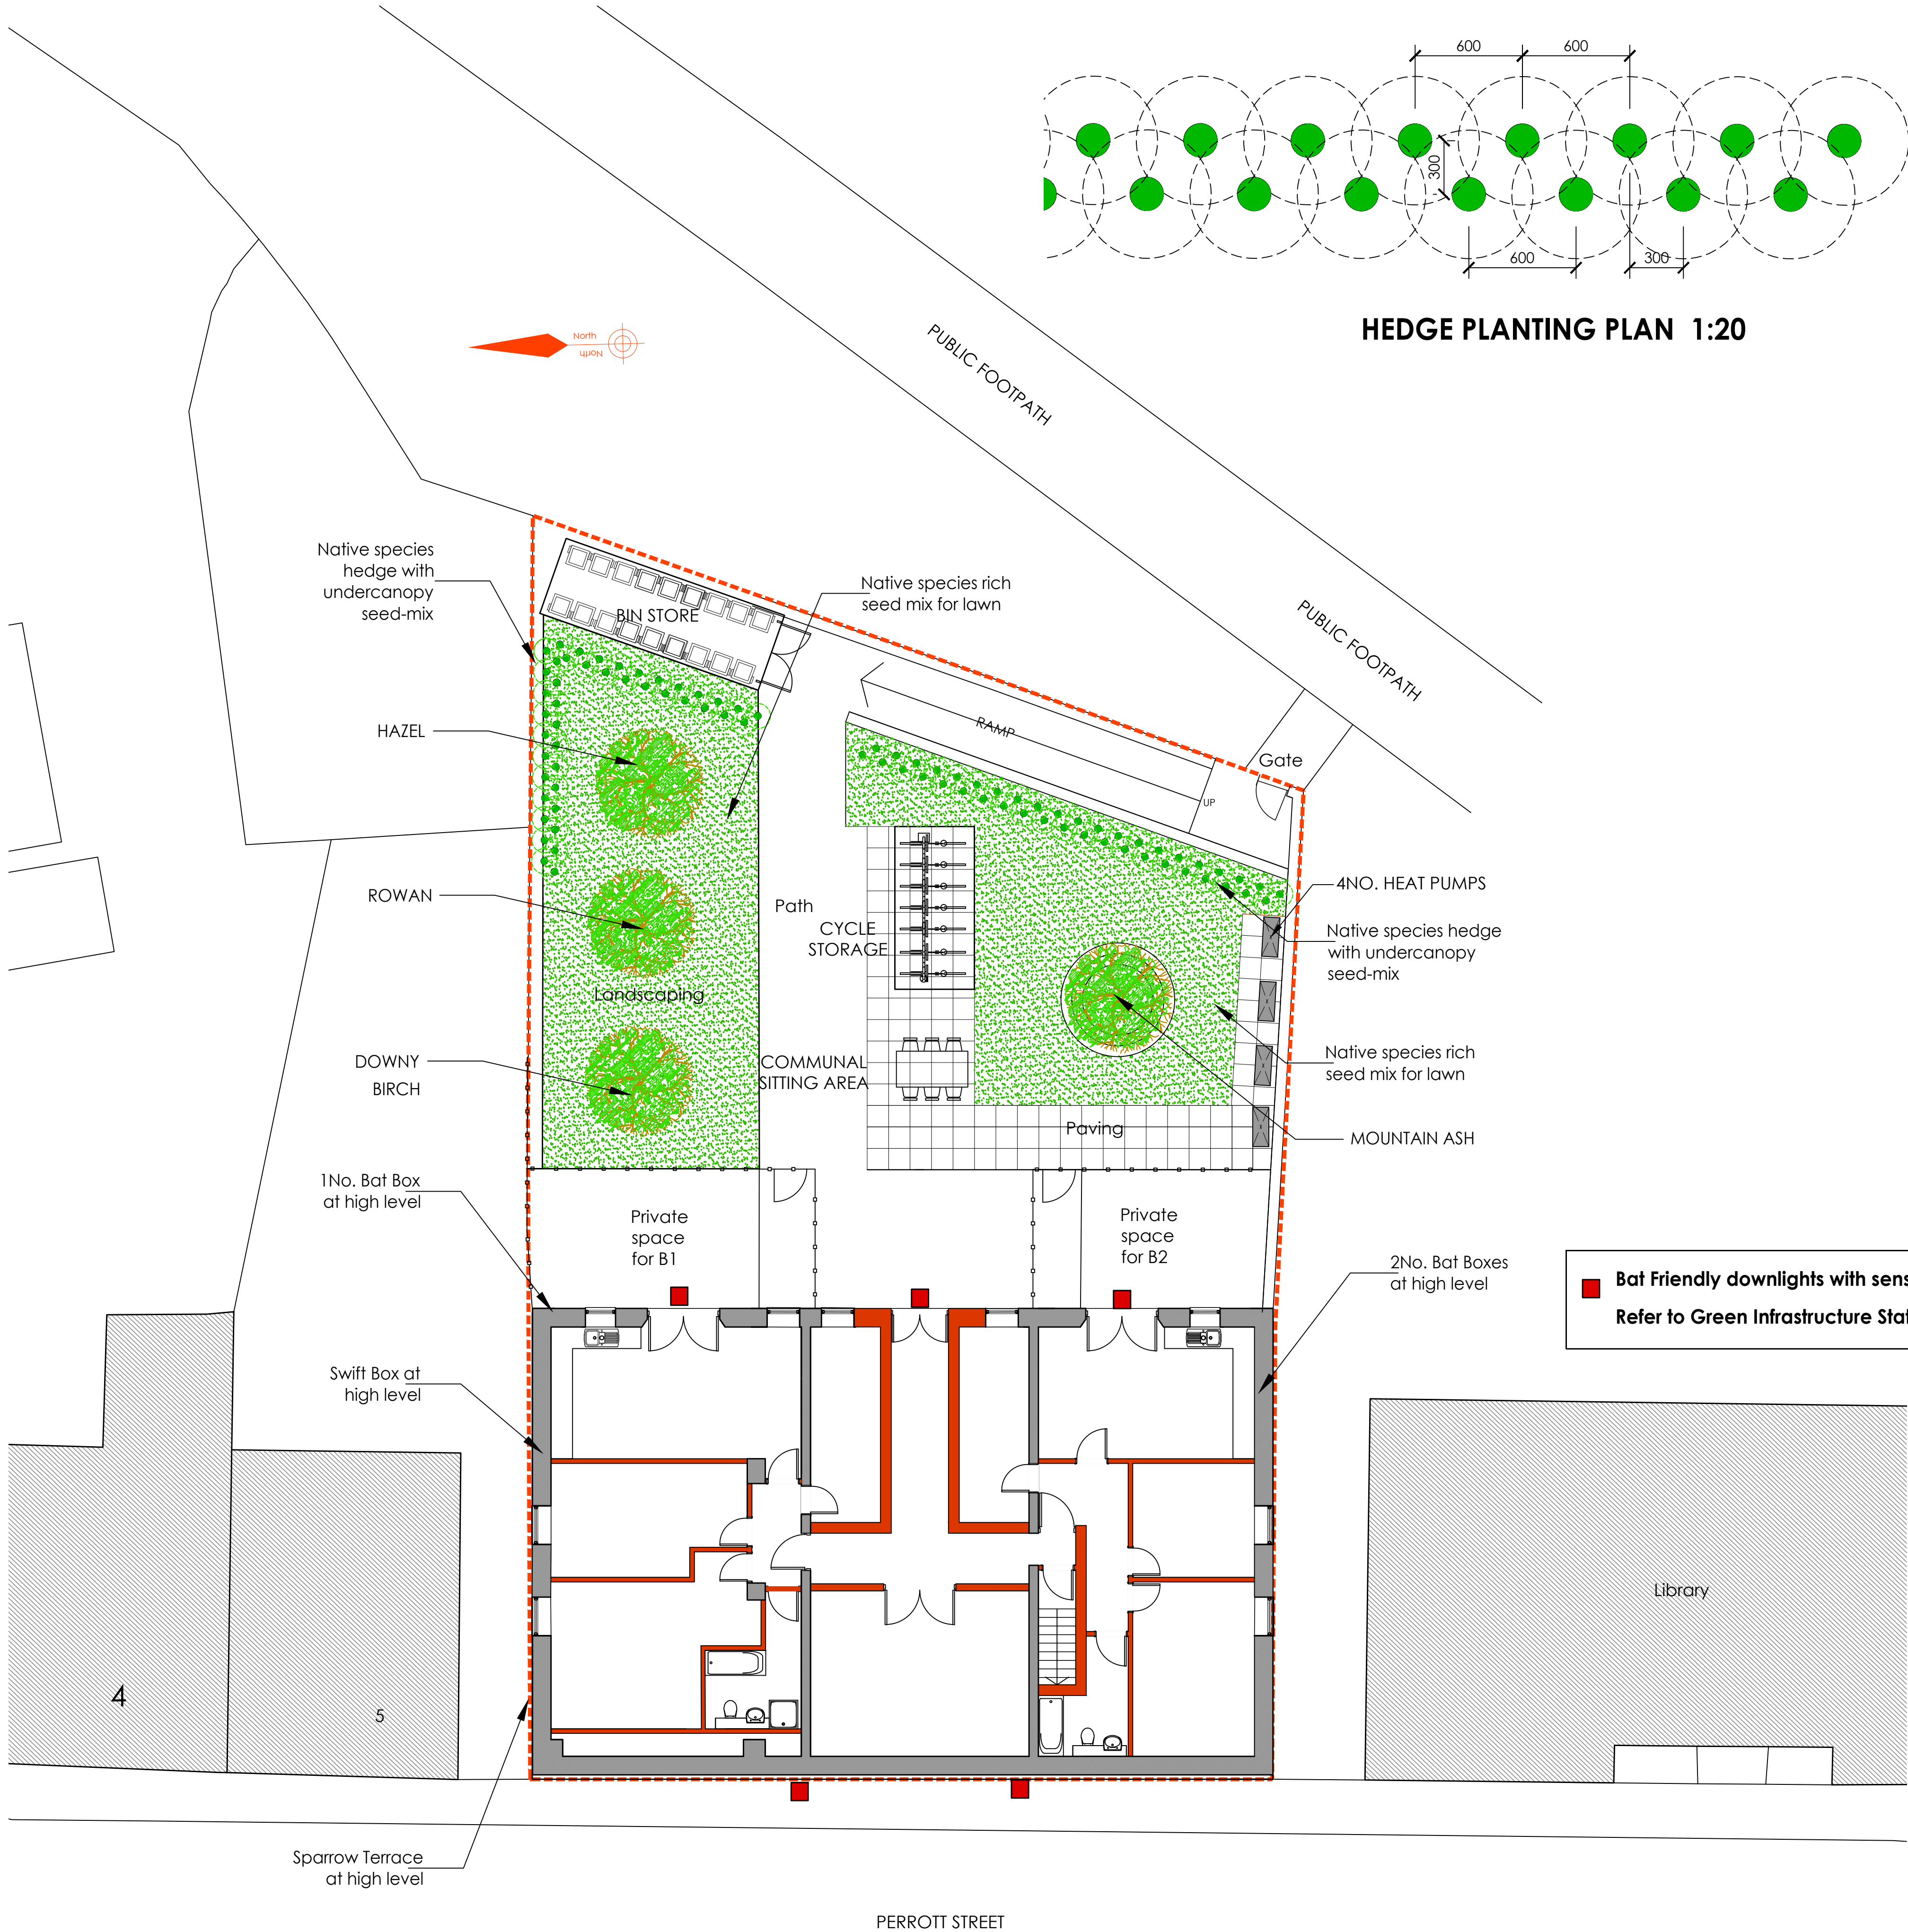 600
600
300
600
300
HEDGE PLANTING PLAN 1:20
North
North
PUBLIC FOOTPATH
PUBLIC FOOTPATH
Native species
hedge with
undercanopy
seed-mix
BIN STORE
Native species rich
seed mix for lawn
HAZEL
RAMP
UP
Gate
ROWAN
Path
CYCLE
STORAGE
4NO. HEAT PUMPS
Native species hedge
with undercanopy
seed-mix
Landscaping
DOWNY
BIRCH
COMMUNAL
SITTING AREA
Native species rich
seed mix for lawn
Paving
MOUNTAIN ASH
1No. Bat Box
at high level
Private
space
for B1
Private
space
for B2
2No. Bat Boxes
at high level
Bat Friendly downlights with sens
Refer to Green Infrastructure Stat
Swift Box at
high level
Library
4
5
Sparrow Terrace
at high level
PERROTT STREET